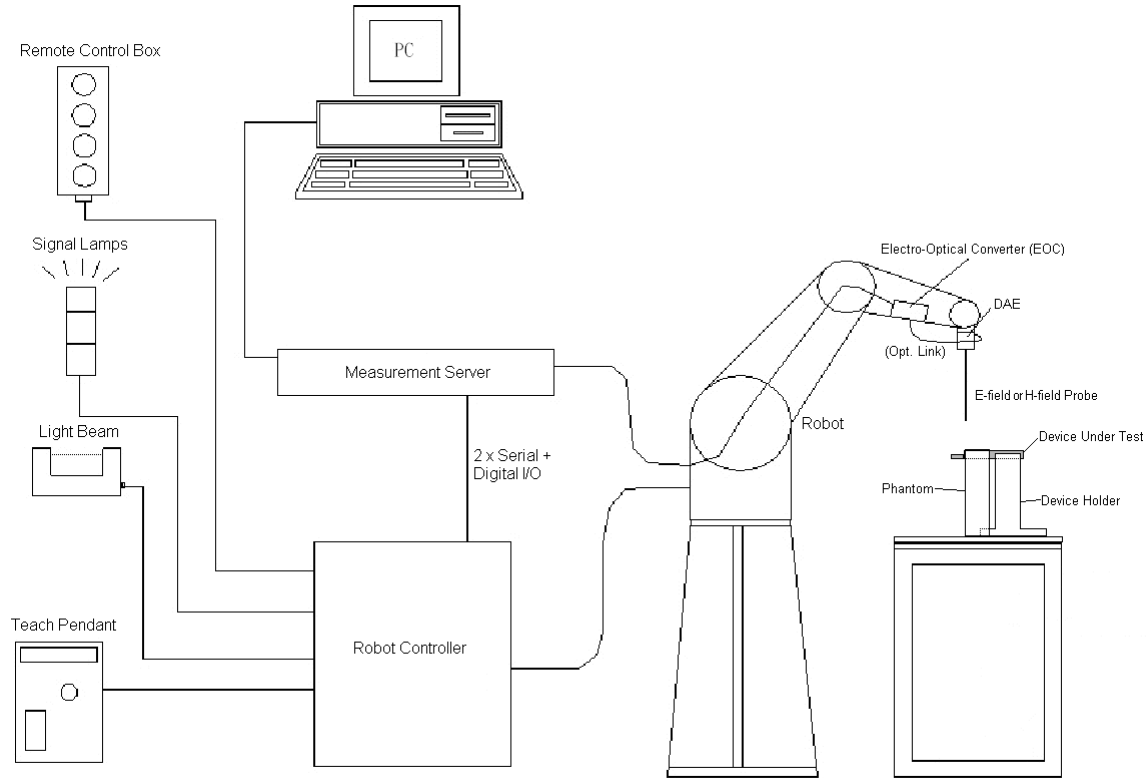 Remote Control Box
PC
Signal Lamps
Electro-Optical Converter (EOC)
DAE
(Opt. Link)
Measurement Server
E-field or H-field Probe
Robot
Light Beam
Device Under Test
2 x Serial +
Digital I/O
Phantom
Device Holder
Teach Pendant
Robot Controller